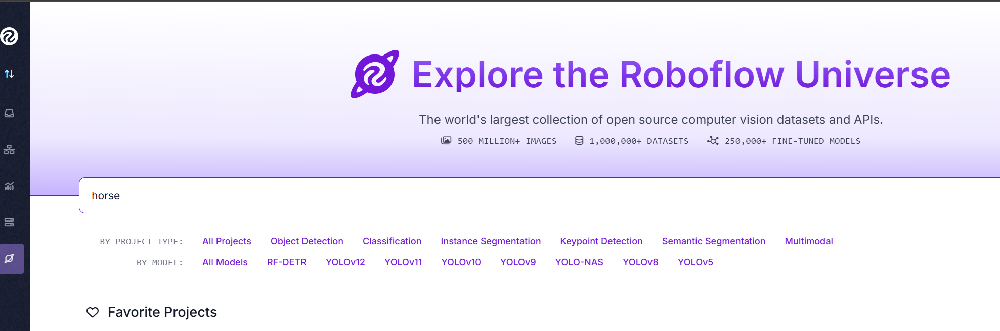 Explore the Roboflow Universe
The world's largest collection of open source computer vision datasets and APIs.
500 MILLION+ IMAGES 1,000,000+ DATASETS 250,000+ FINE-TUNED MODELS
horse
BY PROJECT TYPE: All Projects Object Detection Classification Instance Segmentation Keypoint Detection Semantic Segmentation Multimodal
BY MODEL: All Models RF-DETR YOLOv12 YOLOv11 YOLOv10 YOLOv9 YOLO-NAS YOLOv8 YOLOv5
Favorite Projects